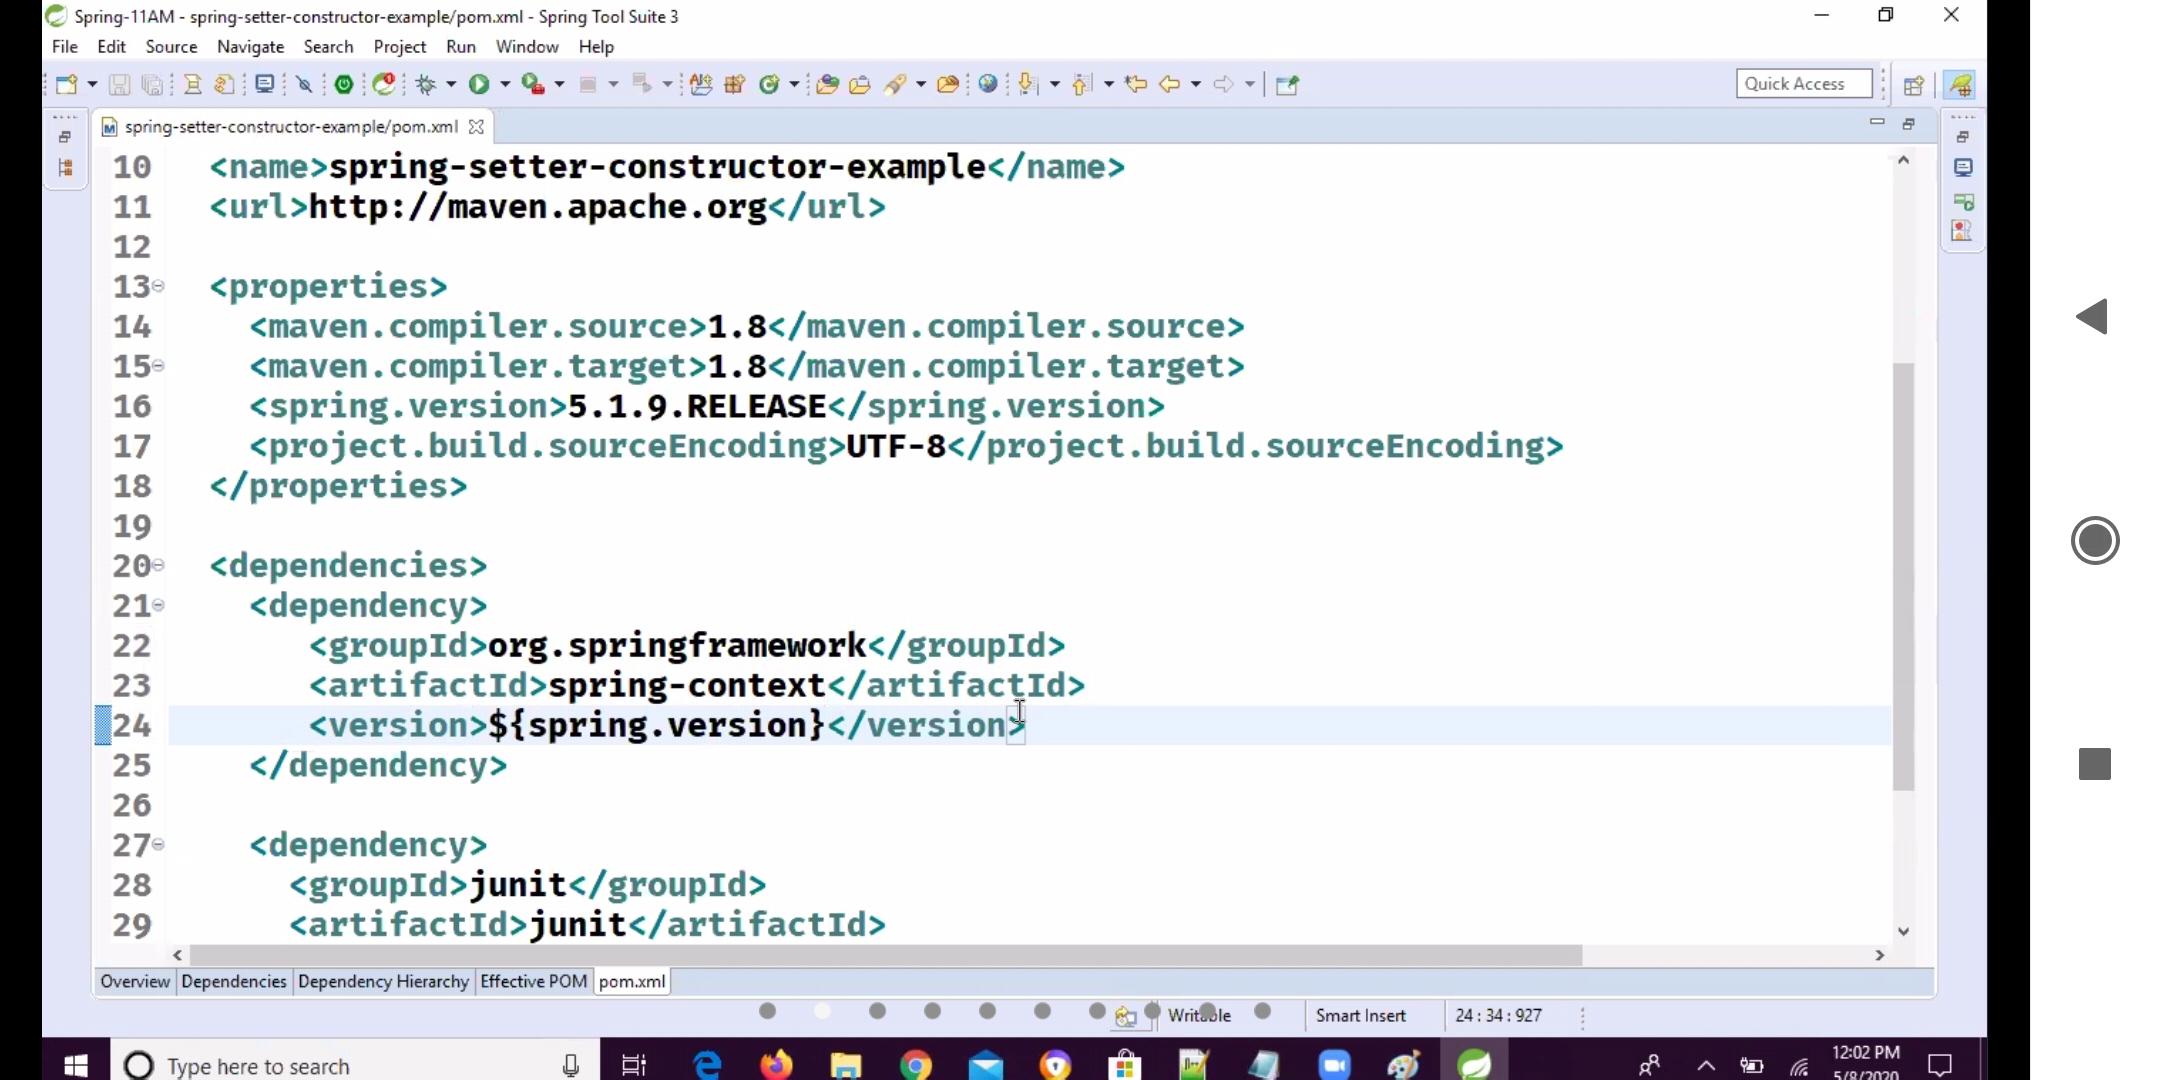 Spring-11AM - spring-setter-constructor-example/pom.xml - Spring Tool Suite 3
File Edit Source Navigate Search Project Run Window Help
Quick Access
spring-setter-constructor-example/pom.xml
10 <name>spring-setter-constructor-example</name>
11 <url>http://maven.apache.org</url>
12
13 <properties>
14 <maven.compiler.source>1.8</maven.compiler.source>
15 <maven.compiler.target>1.8</maven.compiler.target>
16 <spring.version>5.1.9.RELEASE</spring.version>
17 <project.build.sourceEncoding>UTF-8</project.build.sourceEncoding>
18 </properties>
19
20 <dependencies>
21 <dependency>
22 <groupId>org.springframework</groupId>
23 <artifactId>spring-context</artifactId>
24 <version>${spring.version}</version>
25 </dependency>
26
27 <dependency>
28 <groupId>junit</groupId>
29 <artifactId>junit</artifactId>
Overview Dependencies Dependency Hierarchy Effective POM pom.xml
Writable Smart Insert 24 : 34 : 927
Type here to search
12:02 PM
5/8/2020